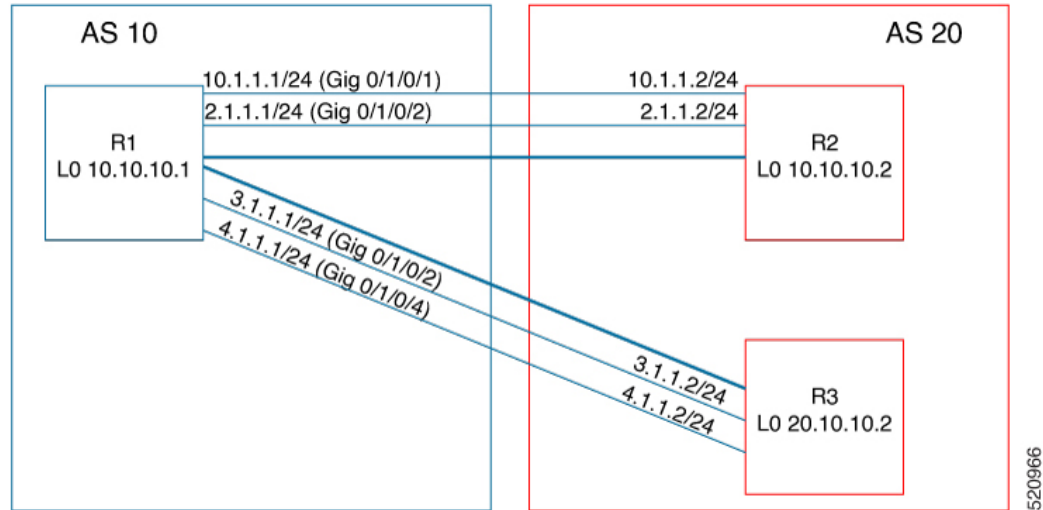 AS 10
AS 20
10.1.1.1/24 (Gig 0/1/0/1)
10.1.1.2/24
2.1.1.1/24 (Gig 0/1/0/2)
2.1.1.2/24
R1
L0 10.10.10.1
R2
L0 10.10.10.2
3.1.1.1/24 (Gig 0/1/0/2)
4.1.1.1/24 (Gig 0/1/0/4)
3.1.1.2/24
4.1.1.2/24
R3
L0 20.10.10.2
520966